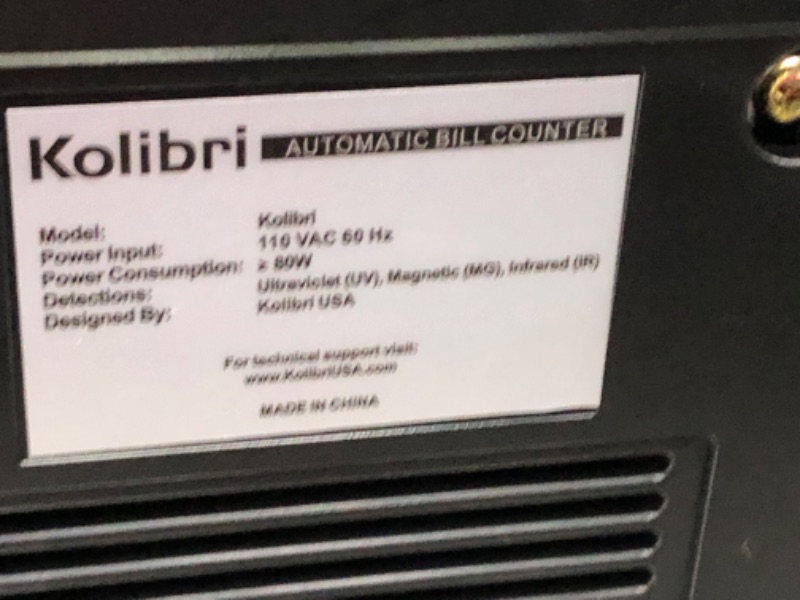 Kolibri AUTOMATIC BILL COUNTER
Model: Kolibri
Power Input: 110 VAC 60 Hz
Power Consumption: ≥ 80W
Detections: Ultraviolet (UV), Magnetic (MG), Infrared (IR)
Designed By: Kolibri USA
For technical support visit:
www.KolibriUSA.com
MADE IN CHINA